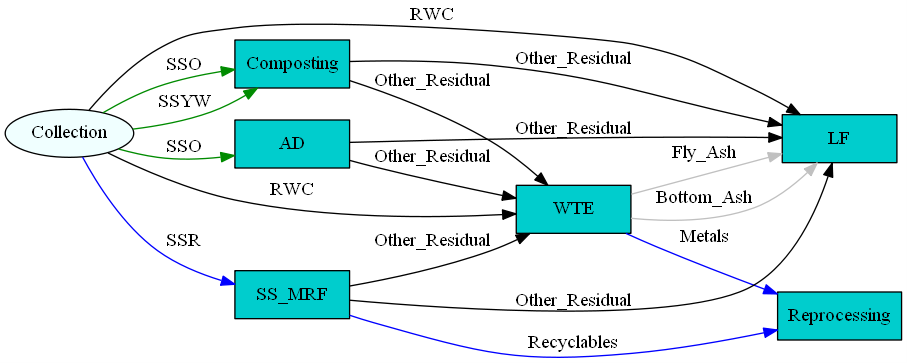 RWC
SSO
Composting
Other_Residual
Other_Residual
SSYW
Collection
AD
Other_Residual
LF
SSO
Other_Residual
Fly_Ash
RWC
Bottom_Ash
WTE
SSR
Other_Residual
Metals
SS_MRF
Other_Residual
Reprocessing
Recyclables